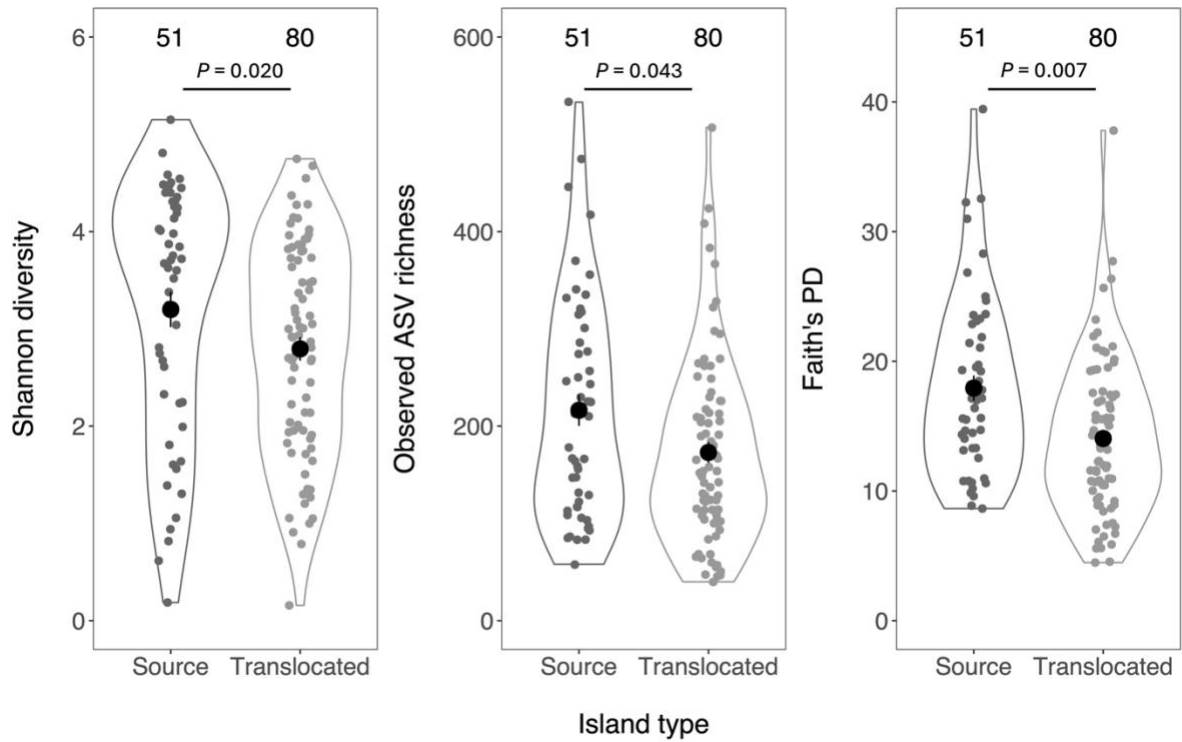 Shannon diversity
6
4
2
0
51 80
P = 0.020
Source Translocated
Observed ASV richness
600
400
200
0
51 80
P = 0.043
Source Translocated
Faith's PD
40
30
20
10
0
51 80
P = 0.007
Source Translocated
Island type